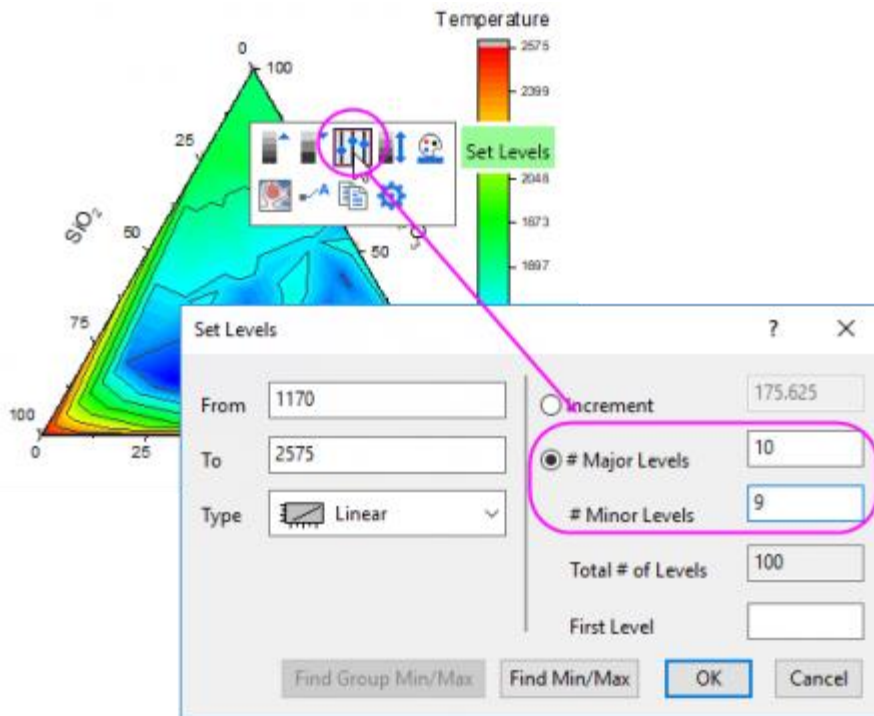 Temperature
0
100
2575
2399
25
Set Levels
2048
1873
SiO₂
50
50
1697
75
100
0
25
Set Levels
? ×
From 1170
To 2575
Type Linear
Increment 175.625
# Major Levels 10
# Minor Levels 9
Total # of Levels 100
First Level
Find Group Min/Max Find Min/Max OK Cancel